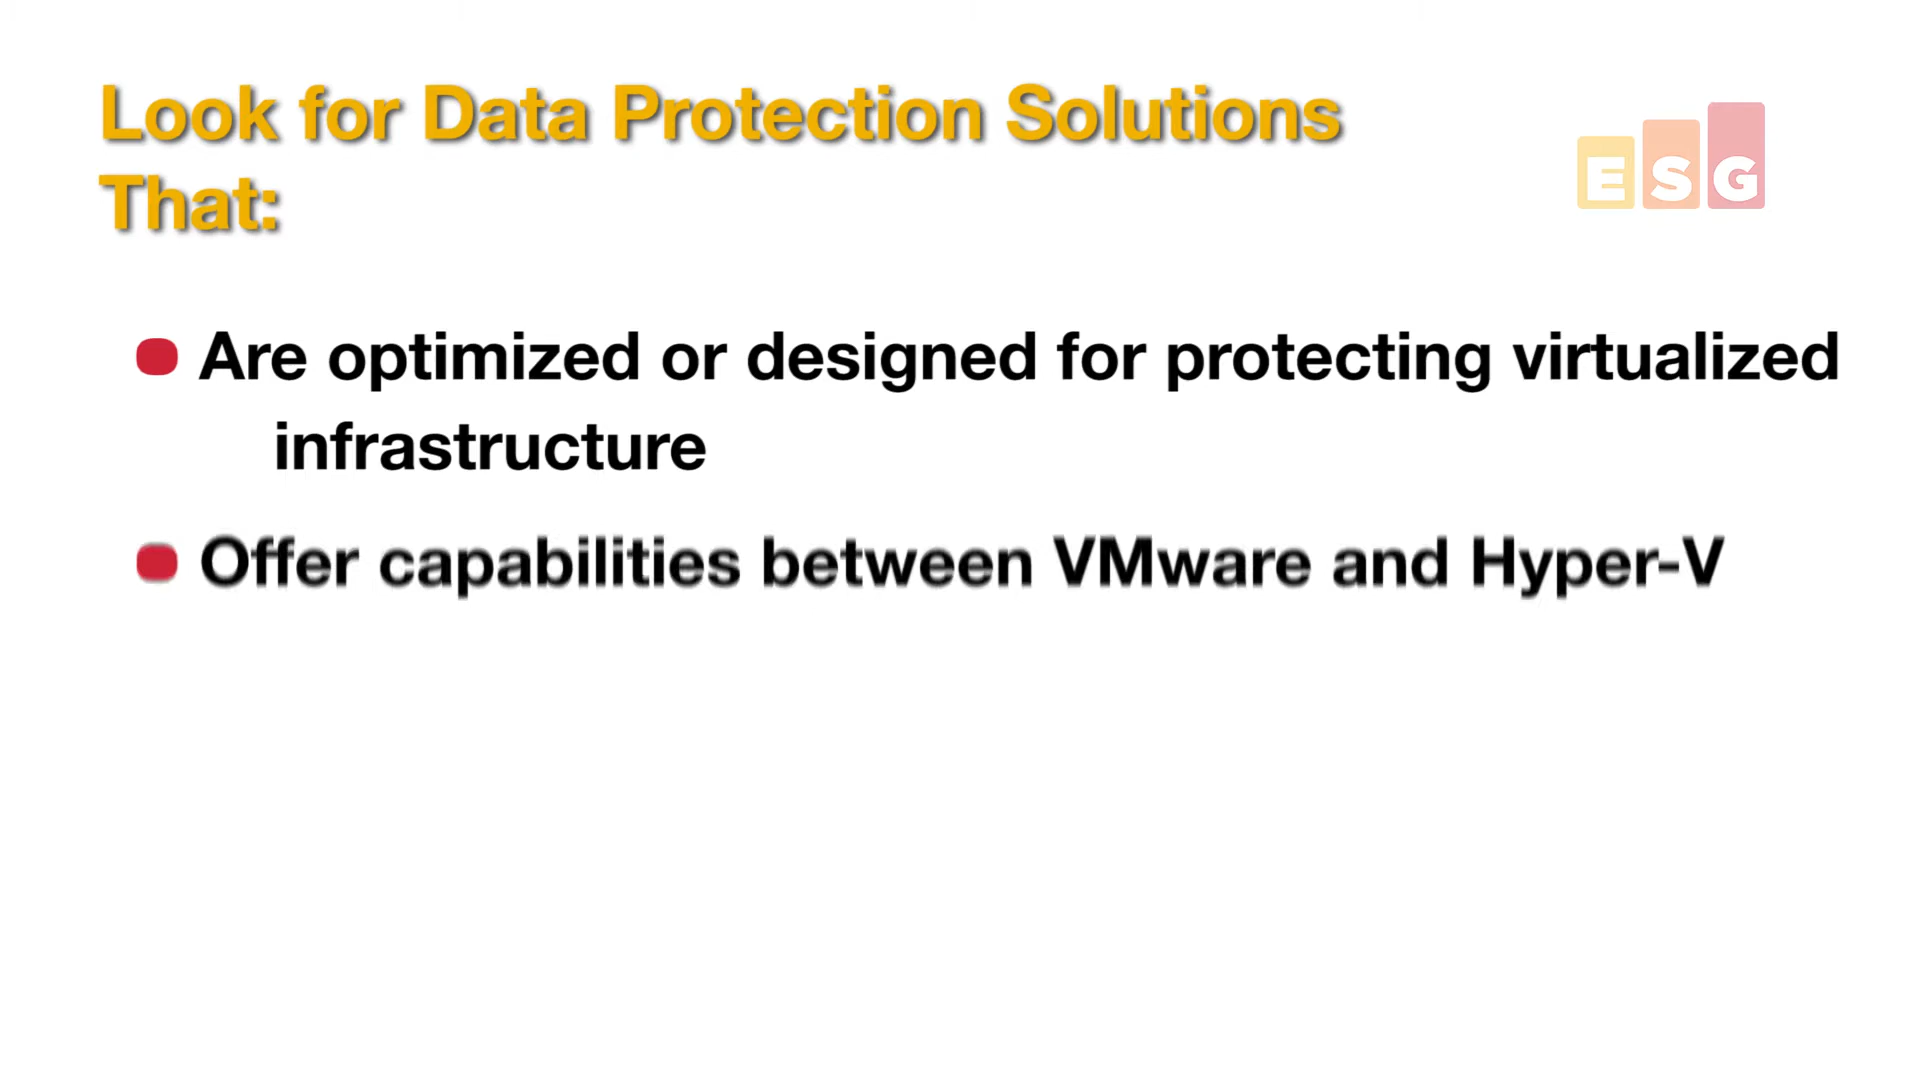 Look for Data Protection Solutions
That:
ESG
Are optimized or designed for protecting virtualized
infrastructure
Offer capabilities between VMware and Hyper-V